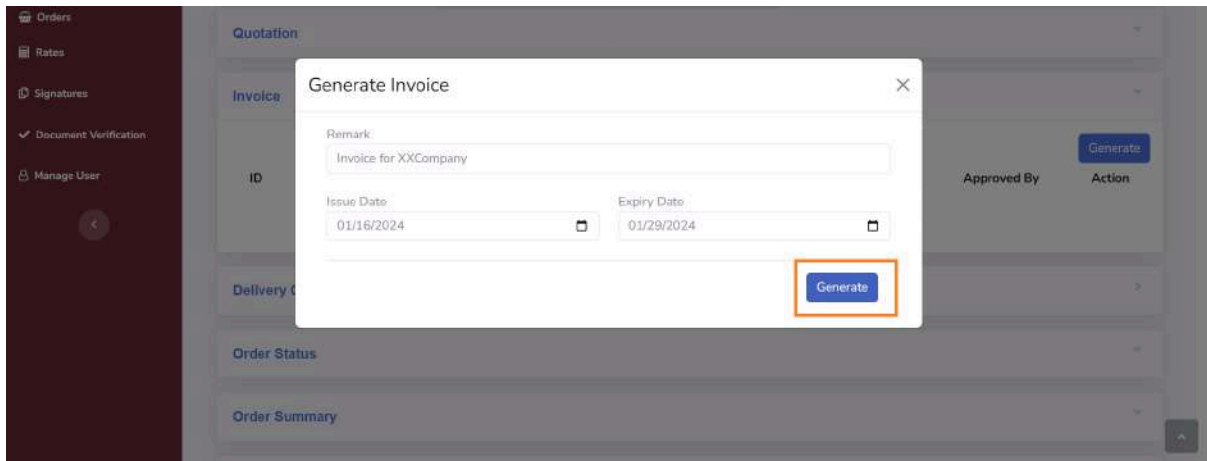 Orders
Rates
Signatures
Document Verification
Manage User
Quotation
Invoice
Generate
ID
Approved By
Action
Generate Invoice
Remark
Invoice for XXCompany
Issue Date
Expiry Date
01/16/2024
01/29/2024
Generate
Delivery
Order Status
Order Summary